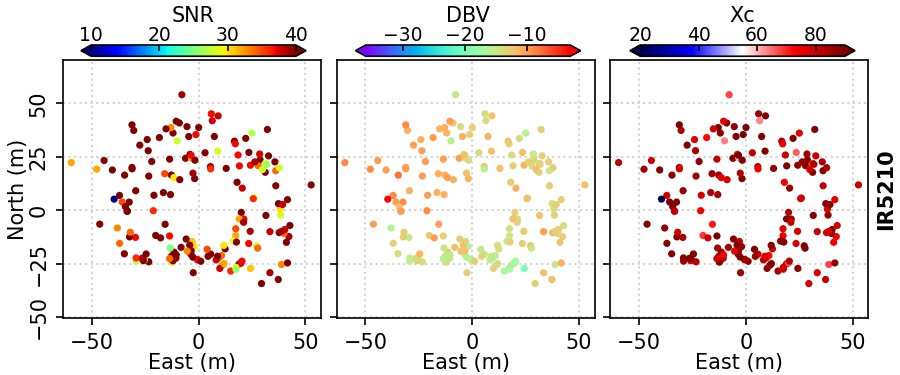 SNR DBV Xc
10 20 30 40 −30 −20 −10 20 40 60 80
50
25
0
−25
−50
North (m)
IR5210
−50 0 50 −50 0 50 −50 0 50
East (m) East (m) East (m)